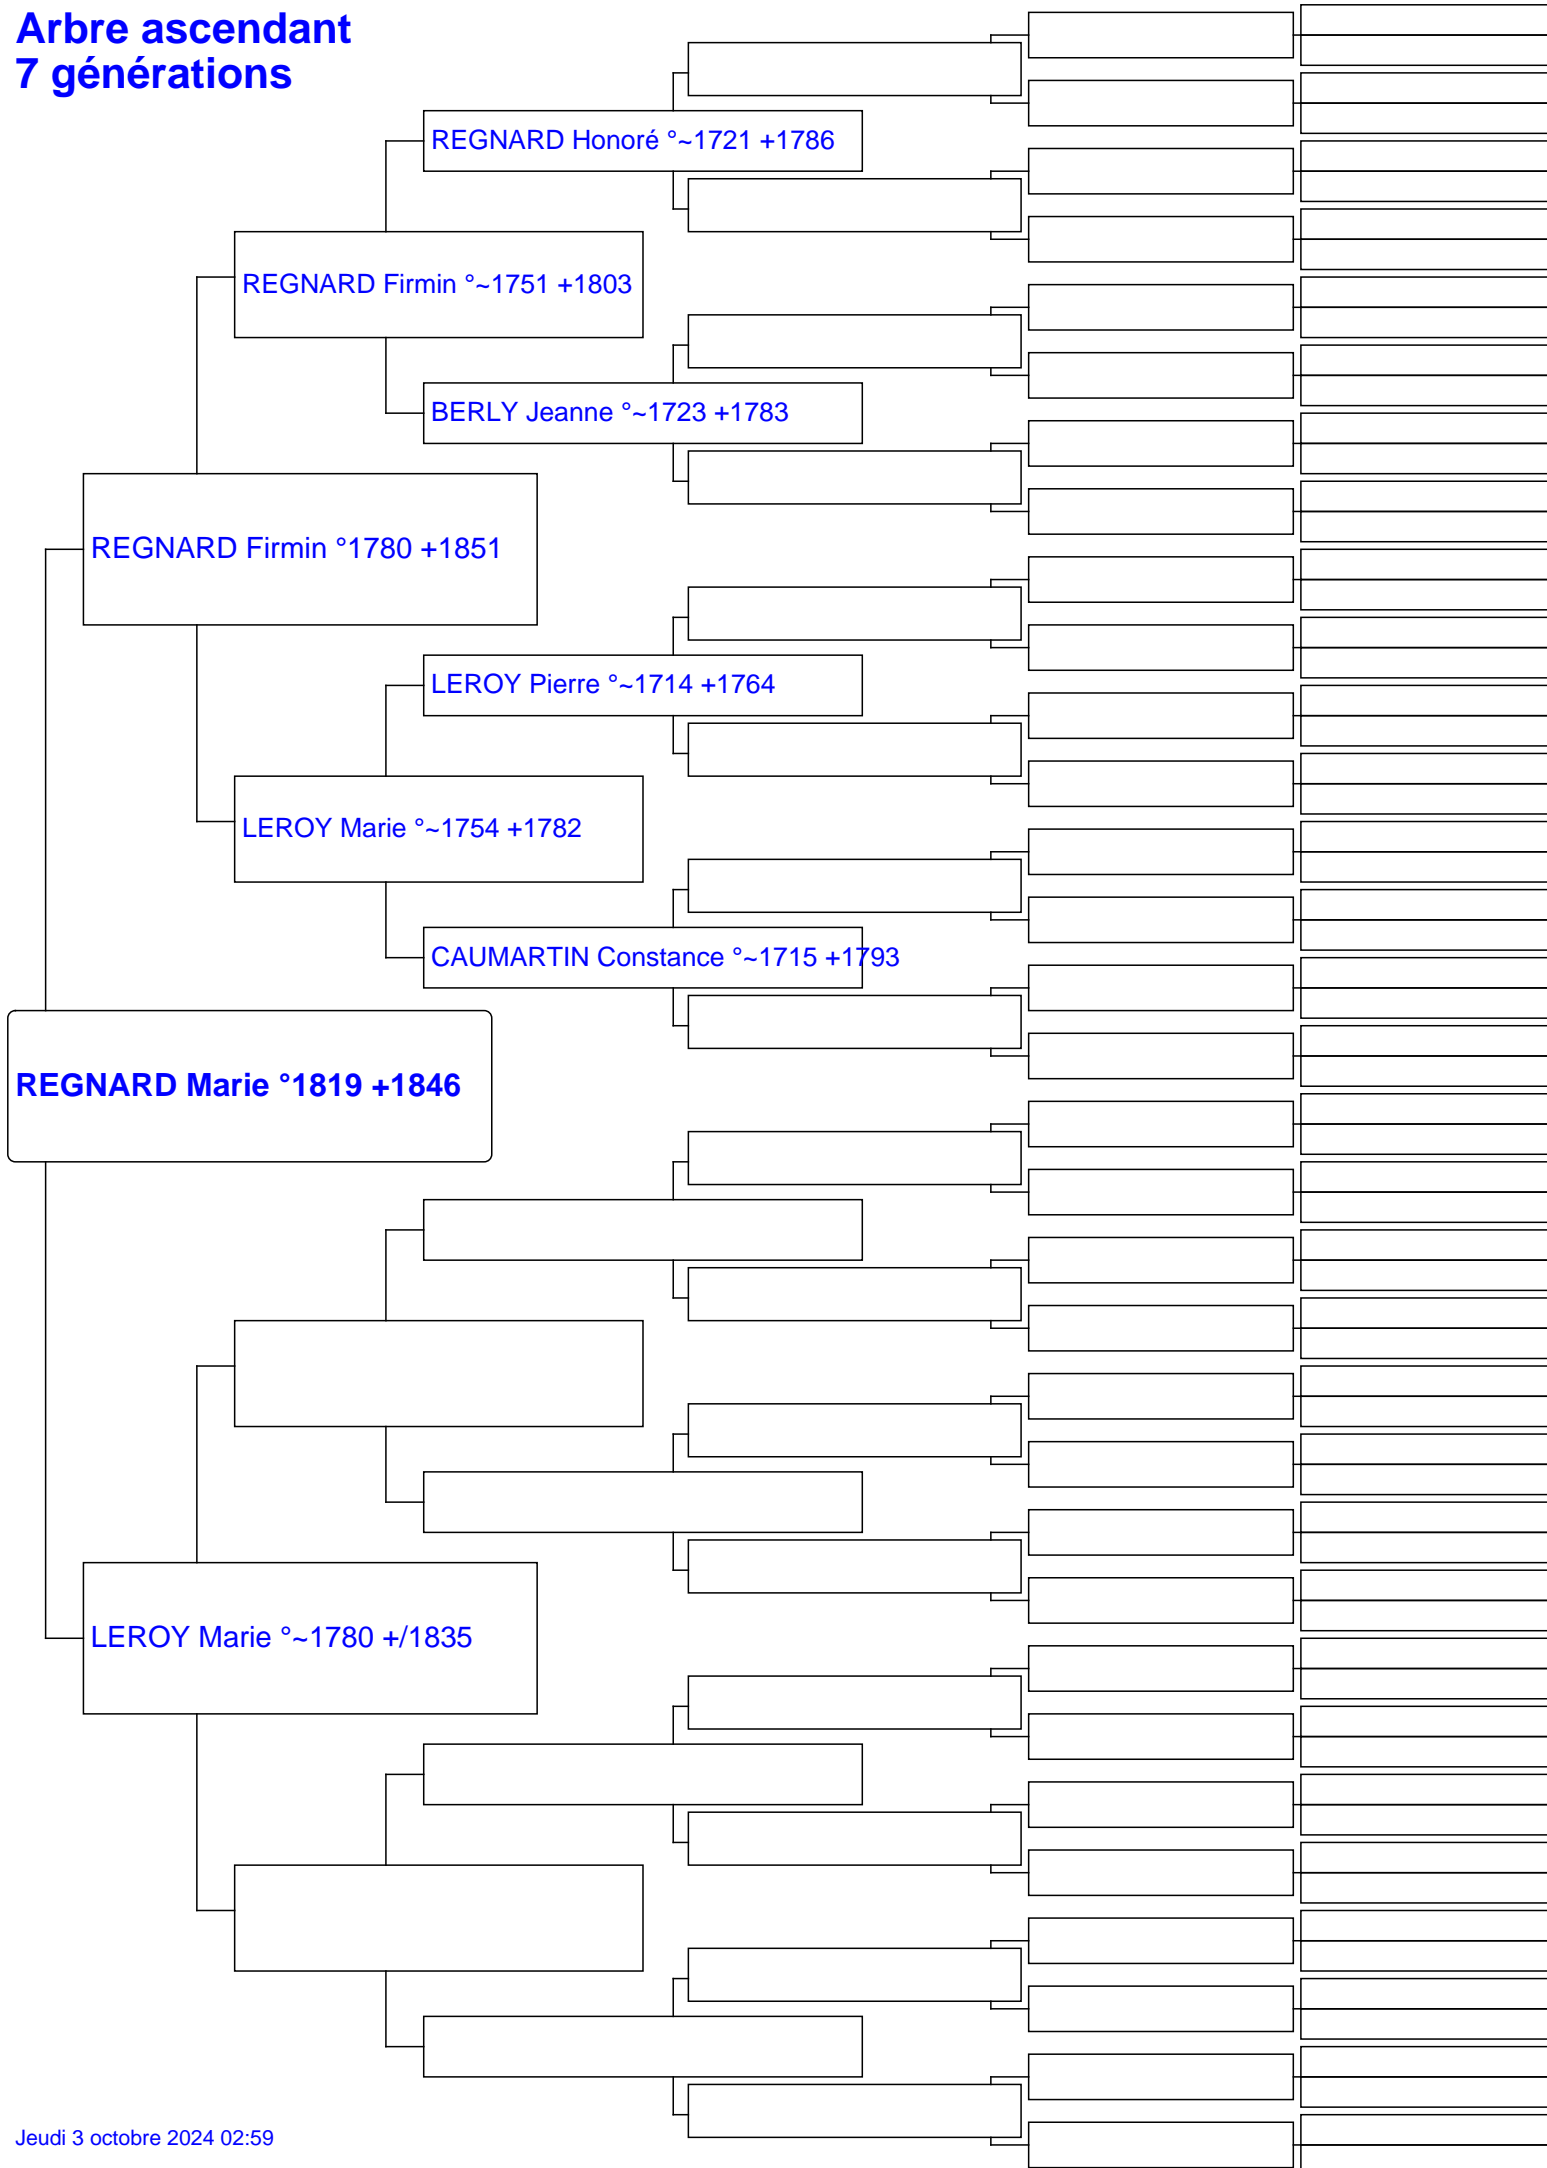 Arbre ascendant
7 générations
REGNARD Honoré °~1721 +1786
REGNARD Firmin °~1751 +1803
BERLY Jeanne °~1723 +1783
REGNARD Firmin °1780 +1851
LEROY Pierre °~1714 +1764
LEROY Marie °~1754 +1782
CAUMARTIN Constance °~1715 +1793
REGNARD Marie °1819 +1846
LEROY Marie °~1780 +/1835
Jeudi 3 octobre 2024 02:59